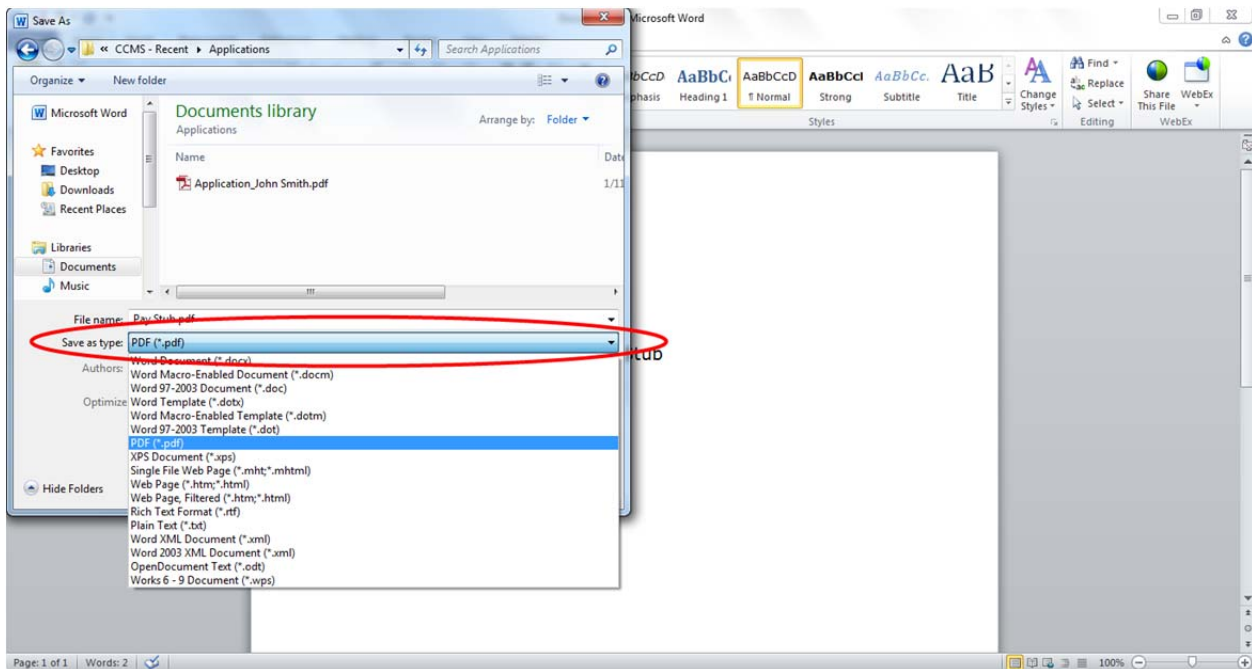 Save As
Microsoft Word
« CCMS - Recent ▸ Applications
Search Applications
Organize
New folder
Microsoft Word
Favorites
Desktop
Downloads
Recent Places
Libraries
Documents
Music
Documents library
Applications
Arrange by: Folder
Name
Application_John Smith.pdf
File name: Pay Stub.pdf
Save as type: PDF (*.pdf)
Authors:
Optimize
Word Document (*.docx)
Word Macro-Enabled Document (*.docm)
Word 97-2003 Document (*.doc)
Word Template (*.dotx)
Word Macro-Enabled Template (*.dotm)
Word 97-2003 Template (*.dot)
PDF (*.pdf)
XPS Document (*.xps)
Single File Web Page (*.mht;*.mhtml)
Web Page (*.htm;*.html)
Web Page, Filtered (*.htm;*.html)
Rich Text Format (*.rtf)
Plain Text (*.txt)
Word XML Document (*.xml)
Word 2003 XML Document (*.xml)
OpenDocument Text (*.odt)
Works 6 - 9 Document (*.wps)
Hide Folders
AaBbC AaBbCcD AaBbCcI AaBbCc. AaB
Heading 1 ¶ Normal Strong Subtitle Title
Change Styles
Styles
Find
Replace
Select
Editing
Share This File
WebEx
WebEx
Page: 1 of 1 Words: 2
100%